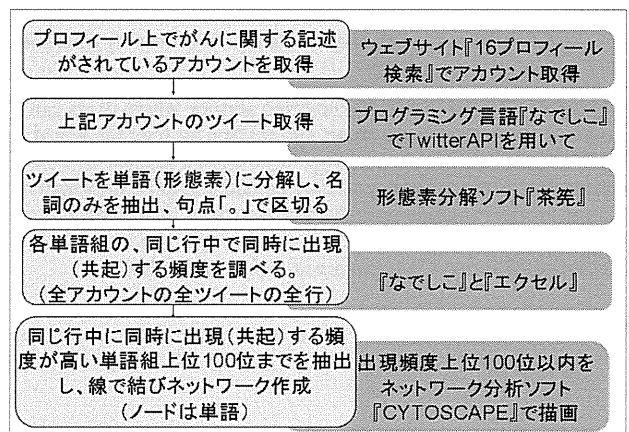 プロフィール上でがんに関する記述
がされているアカウントを取得
ウェブサイト『16プロフィール
検索』でアカウント取得
上記アカウントのツイート取得
プログラミング言語『なでしこ』
でTwitterAPIを用いて
ツイートを単語(形態素)に分解し、名
詞のみを抽出、句点「。」で区切る
形態素分解ソフト『茶筅』
各単語組の、同じ行中で同時に出現
(共起)する頻度を調べる。
(全アカウントの全ツイートの全行)
『なでしこ』と『エクセル』
同じ行中に同時に出現(共起)する頻
度が高い単語組上位100位までを抽出
し、線で結びネットワーク作成
(ノードは単語)
出現頻度上位100位以内を
ネットワーク分析ソフト
『CYTOSCAPE』で描画